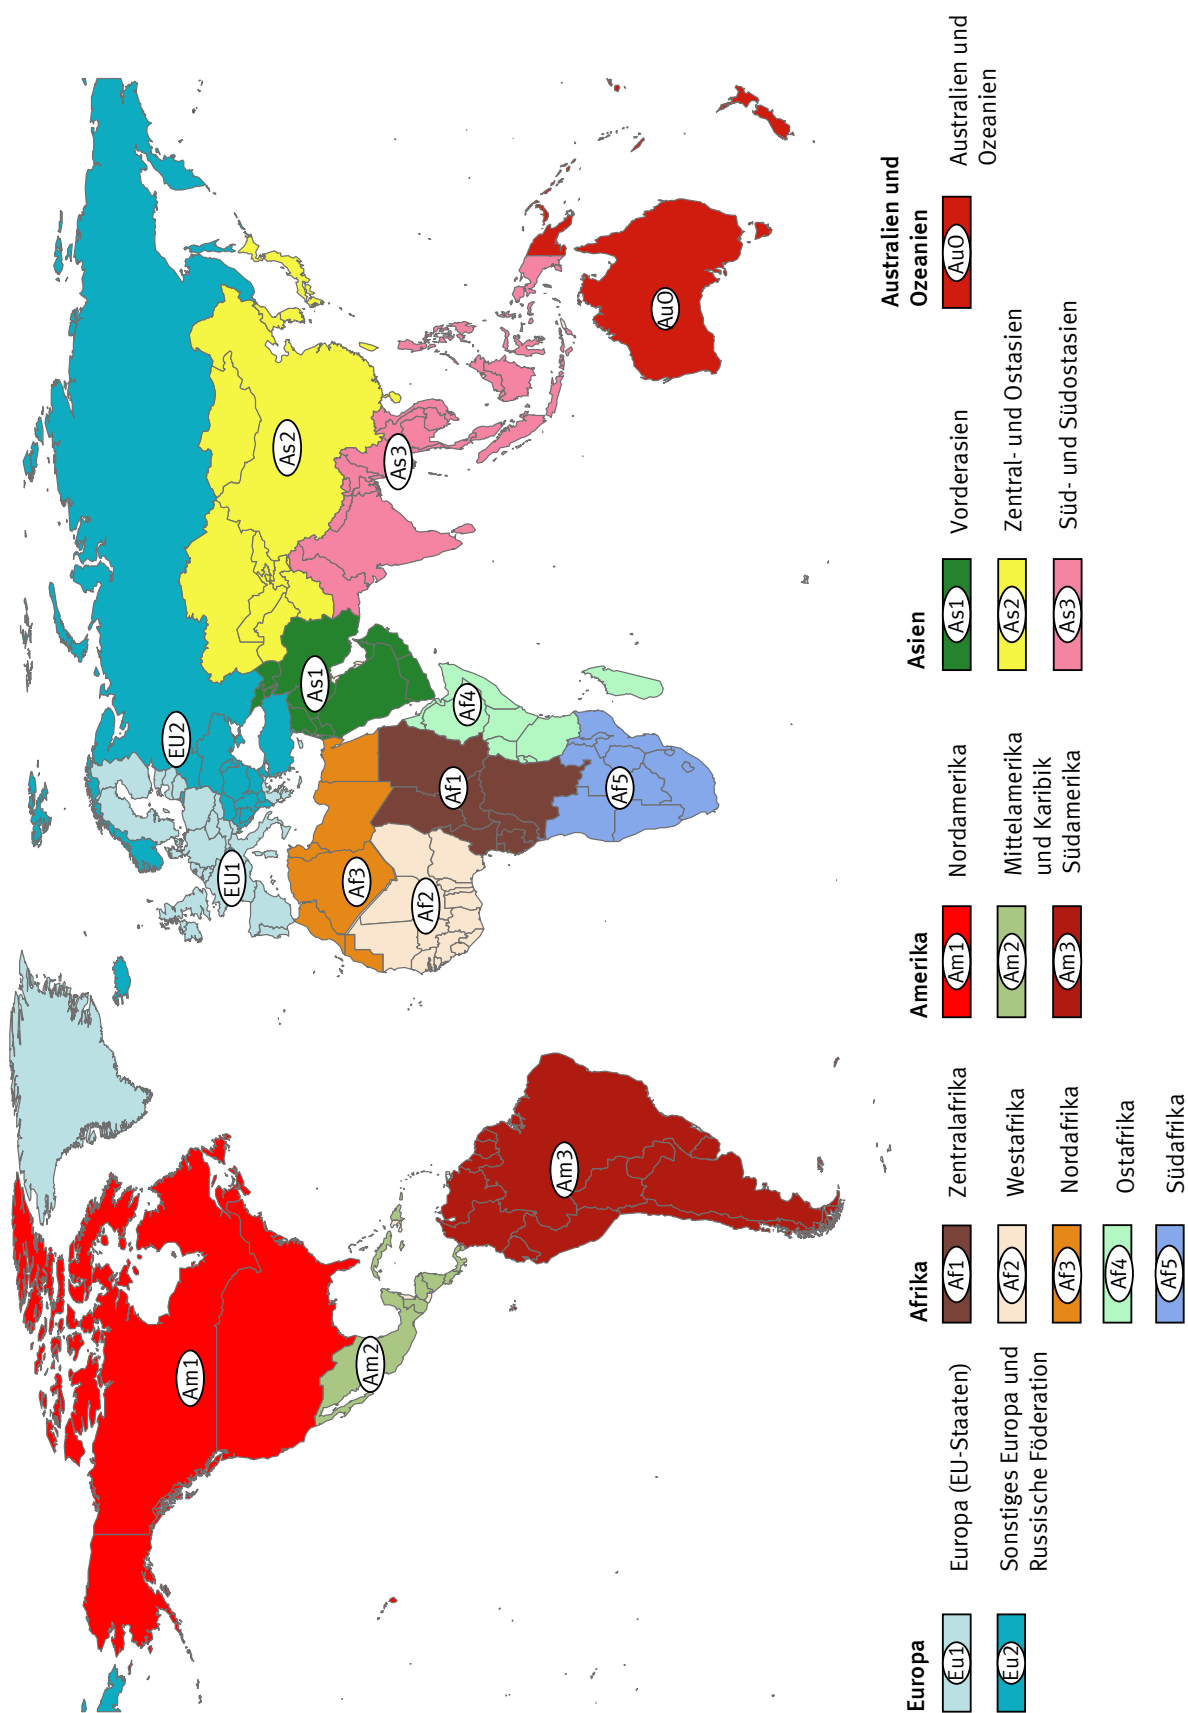 Am1
Am2
Am3
EU1
EU2
Af3
Af2
Af1
Af4
Af5
As1
As2
As3
AuO
Europa
Eu1
Europa (EU-Staaten)
Eu2
Sonstiges Europa und
Russische Föderation
Afrika
Af1
Zentralafrika
Af2
Westafrika
Af3
Nordafrika
Af4
Ostafrika
Af5
Südafrika
Amerika
Am1
Nordamerika
Am2
Mittelamerika
und Karibik
Am3
Südamerika
Asien
As1
Vorderasien
As2
Zentral- und Ostasien
As3
Süd- und Südostasien
Australien und
Ozeanien
AuO
Australien und
Ozeanien